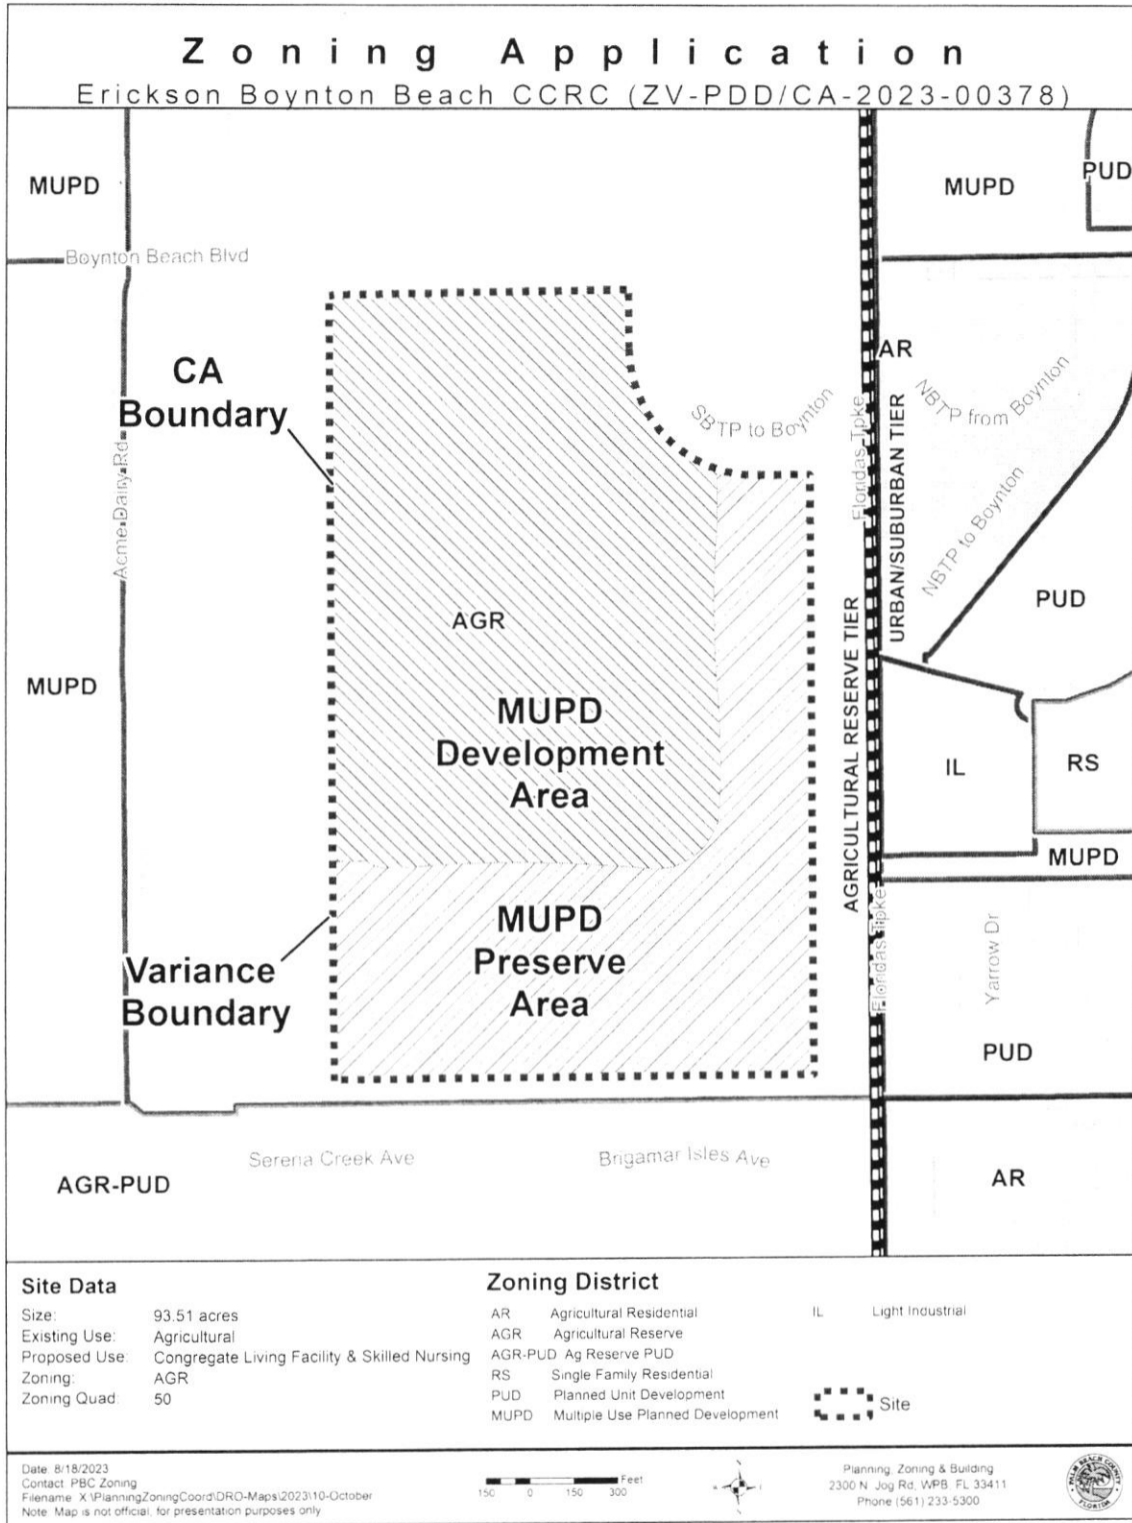 Zoning Application
Erickson Boynton Beach CCRC (ZV-PDD/CA-2023-00378)
MUPD
MUPD
PUD
Boynton Beach Blvd
AR
CA
Boundary
SBTP to Boynton
NBTP from Boynton
Floridas Tpke
URBAN/SUBURBAN TIER
Acme Dairy Rd
NBTP to Boynton
AGR
PUD
AGRICULTURAL RESERVE TIER
MUPD
MUPD
Development
Area
IL
RS
MUPD
MUPD
Preserve
Area
Variance
Boundary
Floridas Tpke
Yarrow Dr
PUD
Serena Creek Ave
Brigamar Isles Ave
AGR-PUD
AR
Site Data
Size: 93.51 acres
Existing Use: Agricultural
Proposed Use: Congregate Living Facility & Skilled Nursing
Zoning: AGR
Zoning Quad: 50
Zoning District
AR Agricultural Residential
AGR Agricultural Reserve
AGR-PUD Ag Reserve PUD
RS Single Family Residential
PUD Planned Unit Development
MUPD Multiple Use Planned Development
IL Light Industrial
Site
Date: 8/18/2023
Contact: PBC Zoning
Filename: X:\PlanningZoningCoord\DRO-Maps\2023\10-October
Note: Map is not official, for presentation purposes only
Feet
150 0 150 300
Planning, Zoning & Building
2300 N. Jog Rd, WPB, FL 33411
Phone (561) 233-5300
PALM BEACH COUNTY
FLORIDA